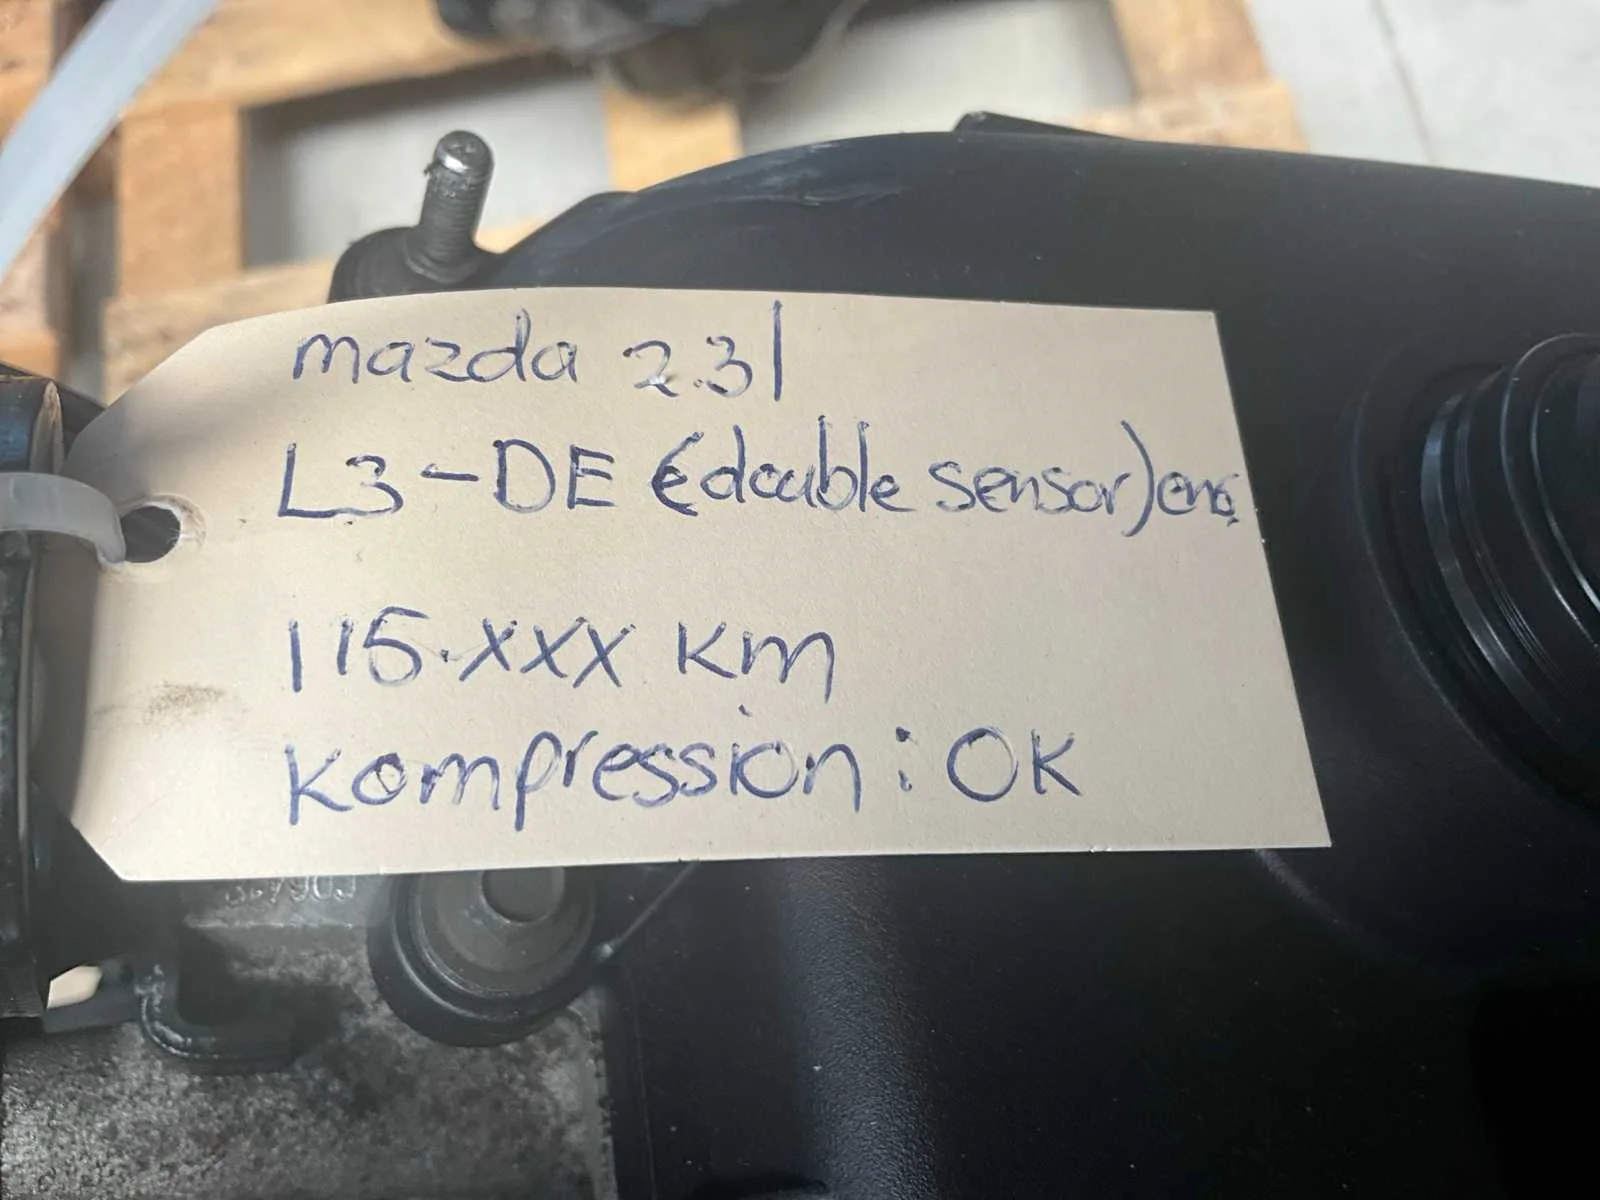 mazda 2.3l
L3-DE (double sensor) eng
115.xxx km
kompression: OK